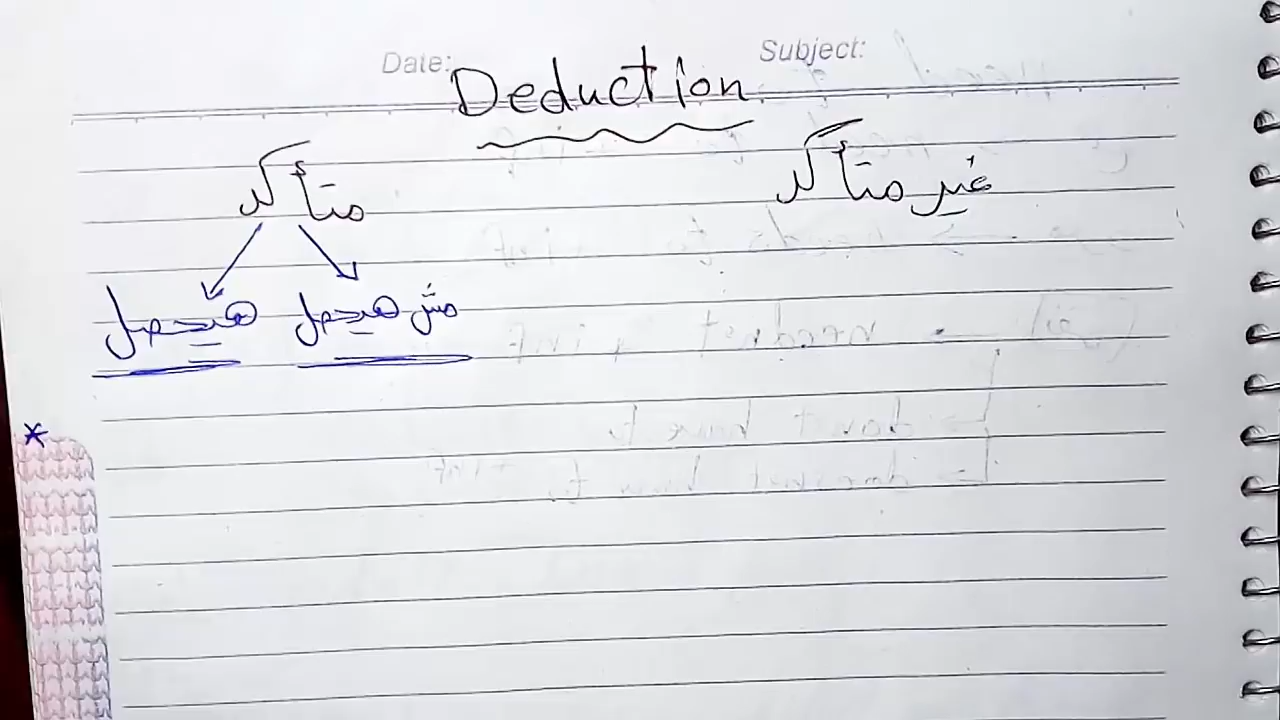 Date: Subject:
Deduction
غير متأكد متأكد
مش هيحصل هيحصل
*